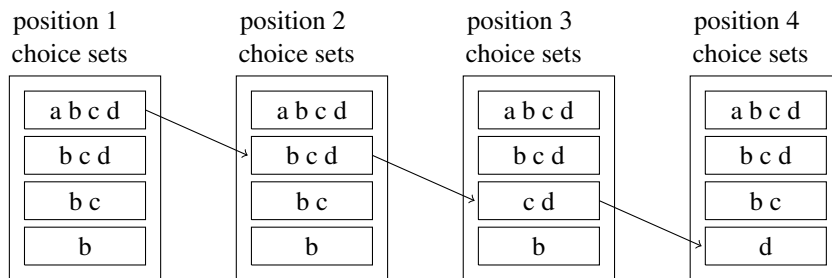 position 1
choice sets
a b c d
b c d
b c
b
position 2
choice sets
a b c d
b c d
b c
b
position 3
choice sets
a b c d
b c d
c d
b
position 4
choice sets
a b c d
b c d
b c
d